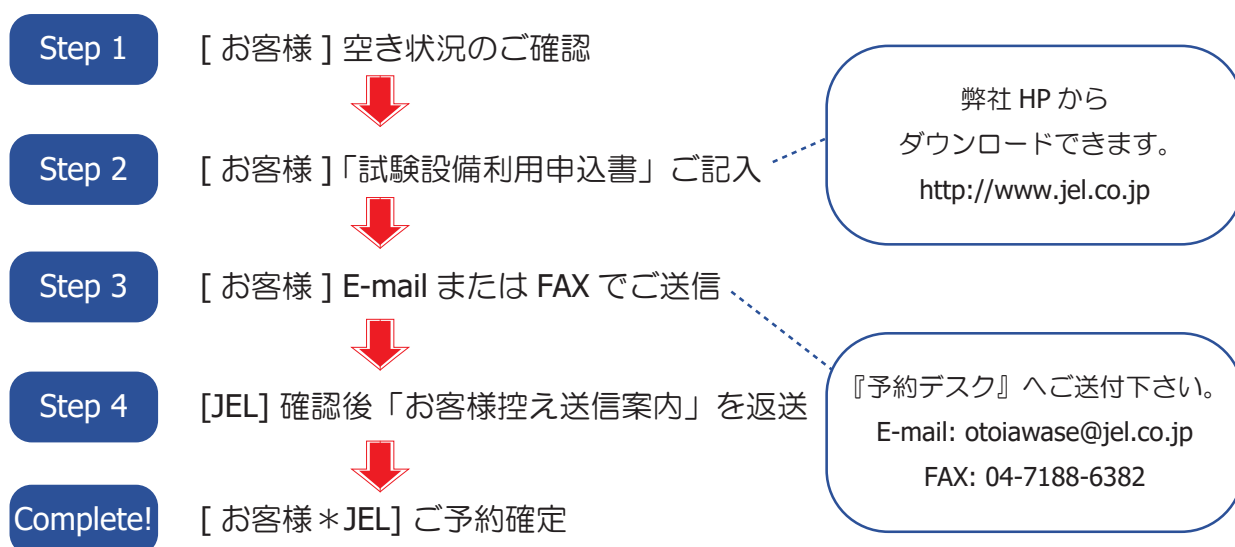 Step 1
[ お客様 ] 空き状況のご確認
Step 2
[ お客様 ]「試験設備利用申込書」ご記入
弊社 HP から
ダウンロードできます。
http://www.jel.co.jp
Step 3
[ お客様 ] E-mail または FAX でご送信
Step 4
[JEL] 確認後「お客様控え送信案内」を返送
『予約デスク』へご送付下さい。
E-mail: otoiawase@jel.co.jp
FAX: 04-7188-6382
Complete!
[ お客様＊JEL] ご予約確定